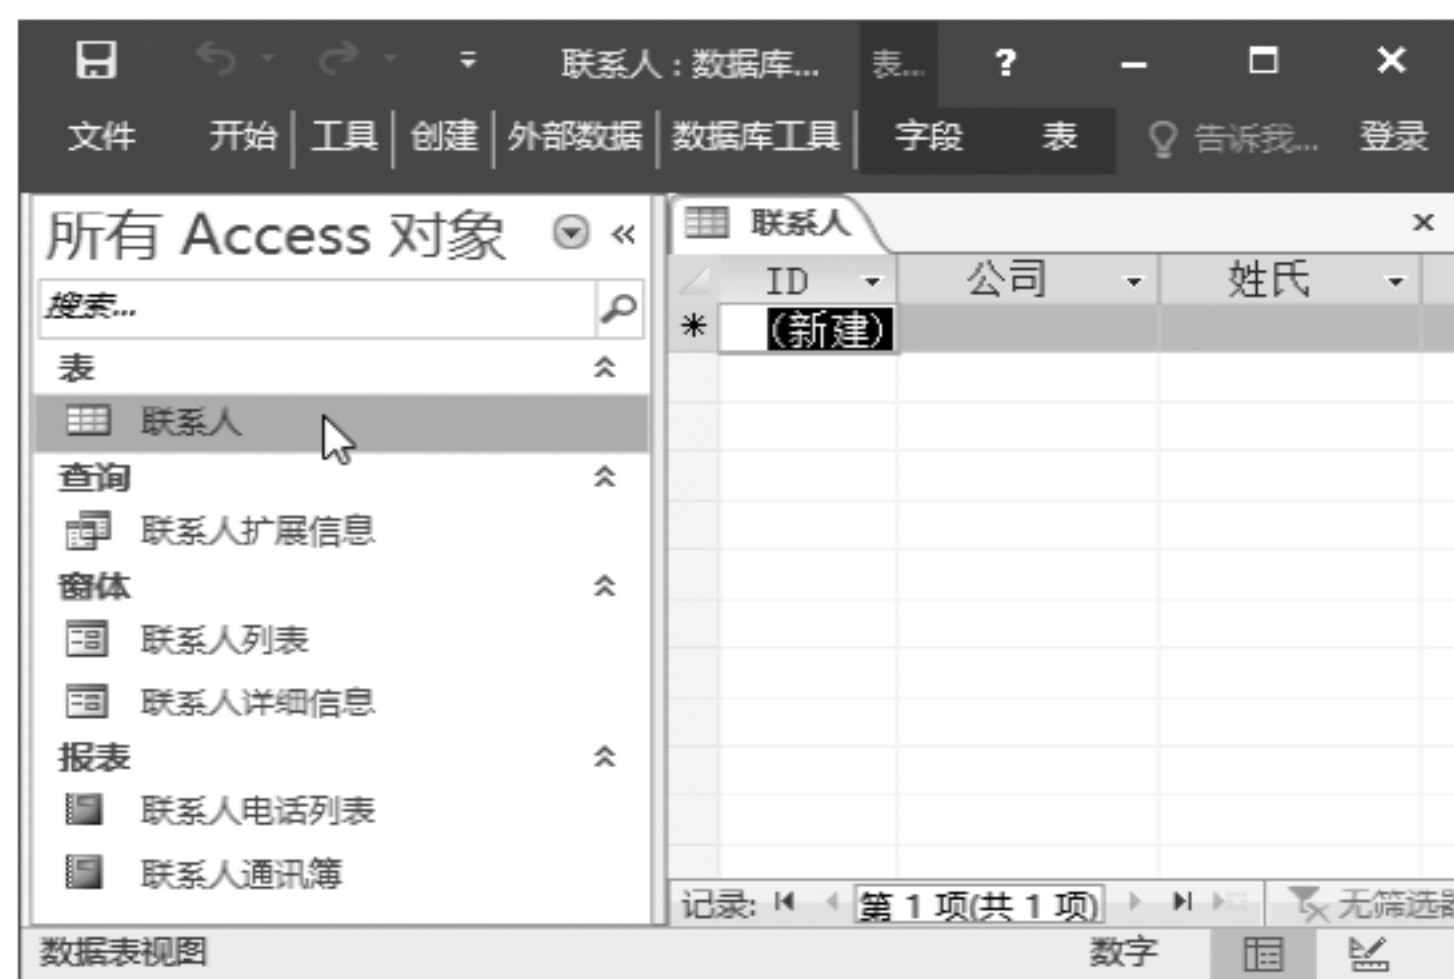 联系人 : 数据库... 表... ?
文件 开始 工具 创建 外部数据 数据库工具 字段 表 告诉我... 登录
所有 Access 对象
搜索...
表
联系人
查询
联系人扩展信息
窗体
联系人列表
联系人详细信息
报表
联系人电话列表
联系人通讯簿
联系人
ID 公司 姓氏
(新建)
记录: 第 1 项(共 1 项) 无筛选器
数据表视图 数字